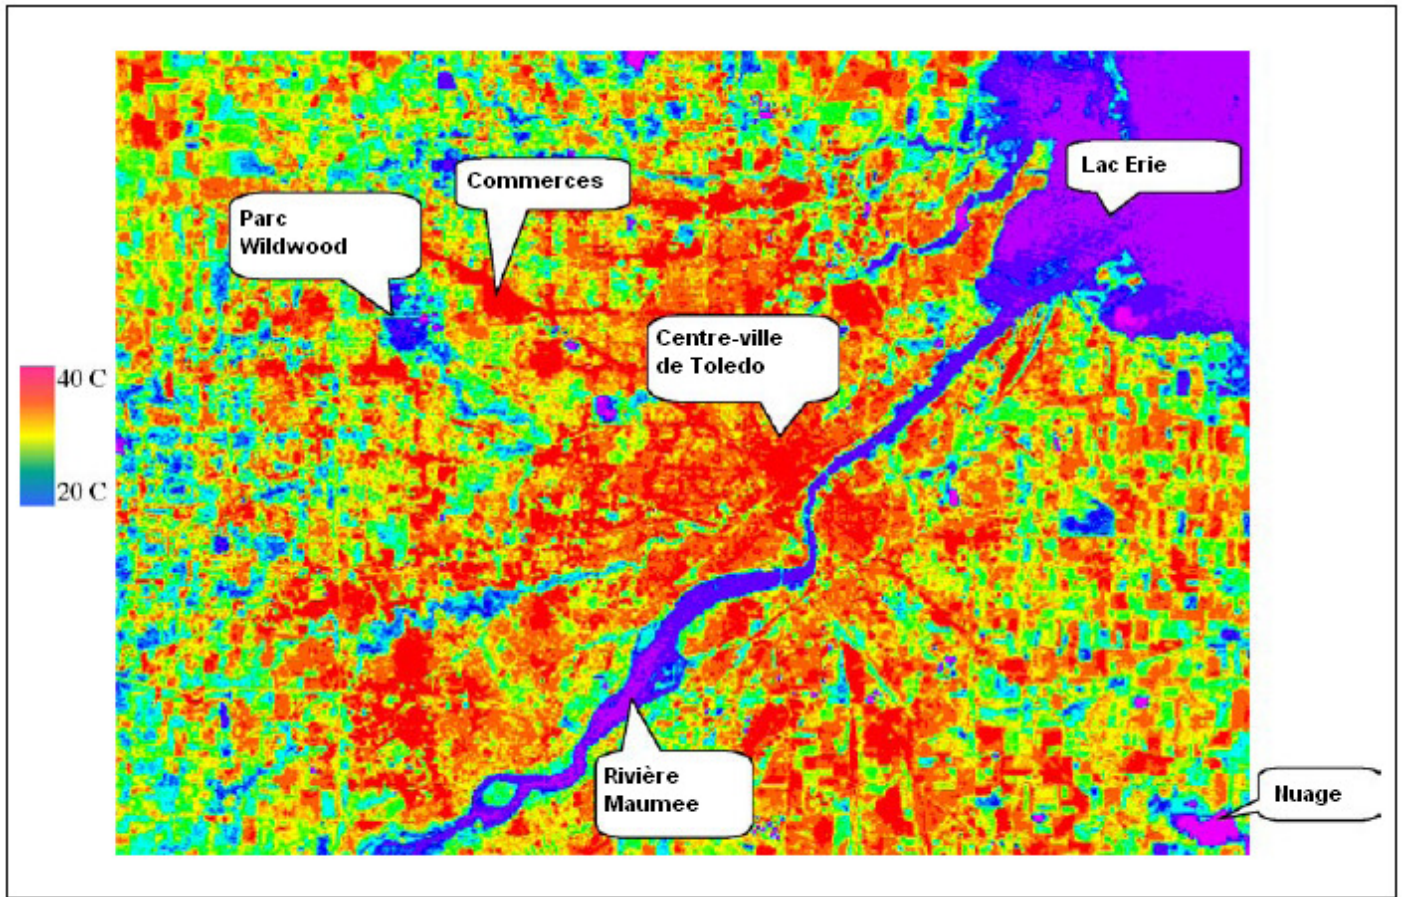 Lac Erie
Commerces
Parc
Wildwood
Centre-ville
de Toledo
40 C
20 C
Rivière
Maumee
Nuage